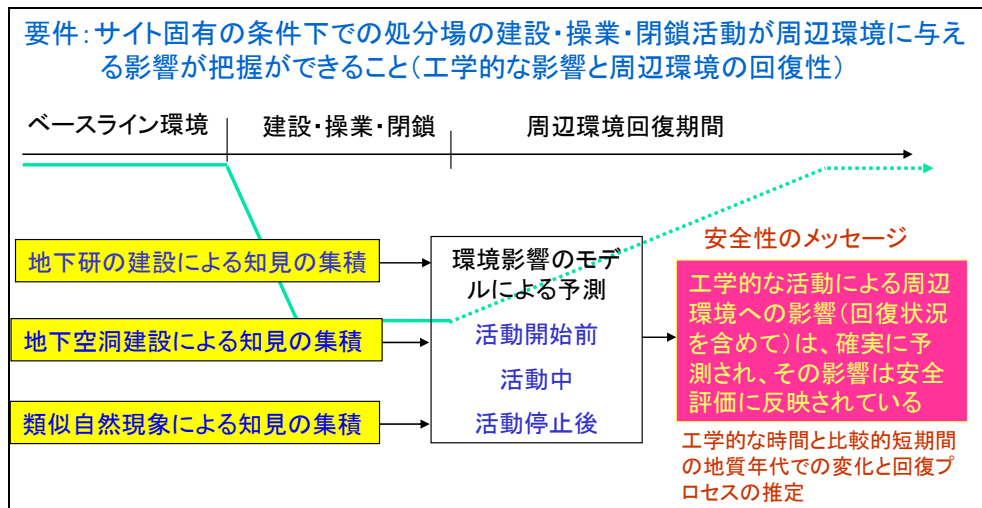 要件：サイト固有の条件下での処分場の建設・操業・閉鎖活動が周辺環境に与え
る影響が把握ができること（工学的な影響と周辺環境の回復性）
ベースライン環境
建設・操業・閉鎖
周辺環境回復期間
地下研の建設による知見の集積
地下空洞建設による知見の集積
類似自然現象による知見の集積
環境影響のモデ
ルによる予測
活動開始前
活動中
活動停止後
安全性のメッセージ
工学的な活動による周辺
環境への影響（回復状況
を含めて）は、確実に予
測され、その影響は安全
評価に反映されている
工学的な時間と比較的短期間
の地質年代での変化と回復プ
ロセスの推定